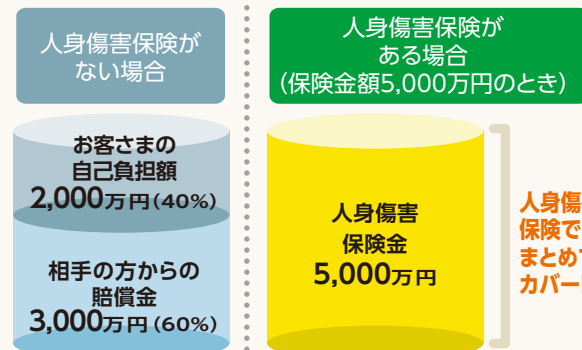 人身傷害保険が
ない場合
人身傷害保険が
ある場合
(保険金額5,000万円のとき)
お客さまの
自己負担額
2,000万円(40%)
相手の方からの
賠償金
3,000万円(60%)
人身傷害
保険金
5,000万円
人身傷
保険で
まとめて
カバー